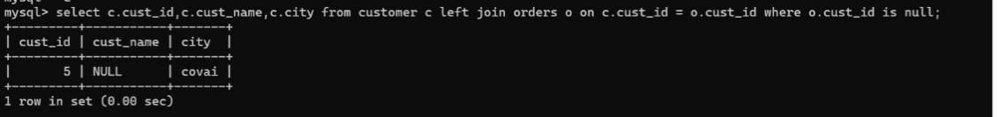 mysql> select c.cust_id,c.cust_name,c.city from customer c left join orders o on c.cust_id = o.cust_id where o.cust_id is null;
+---------+-----------+-------+
| cust_id | cust_name | city  |
+---------+-----------+-------+
|       5 | NULL      | covai |
+---------+-----------+-------+
1 row in set (0.00 sec)